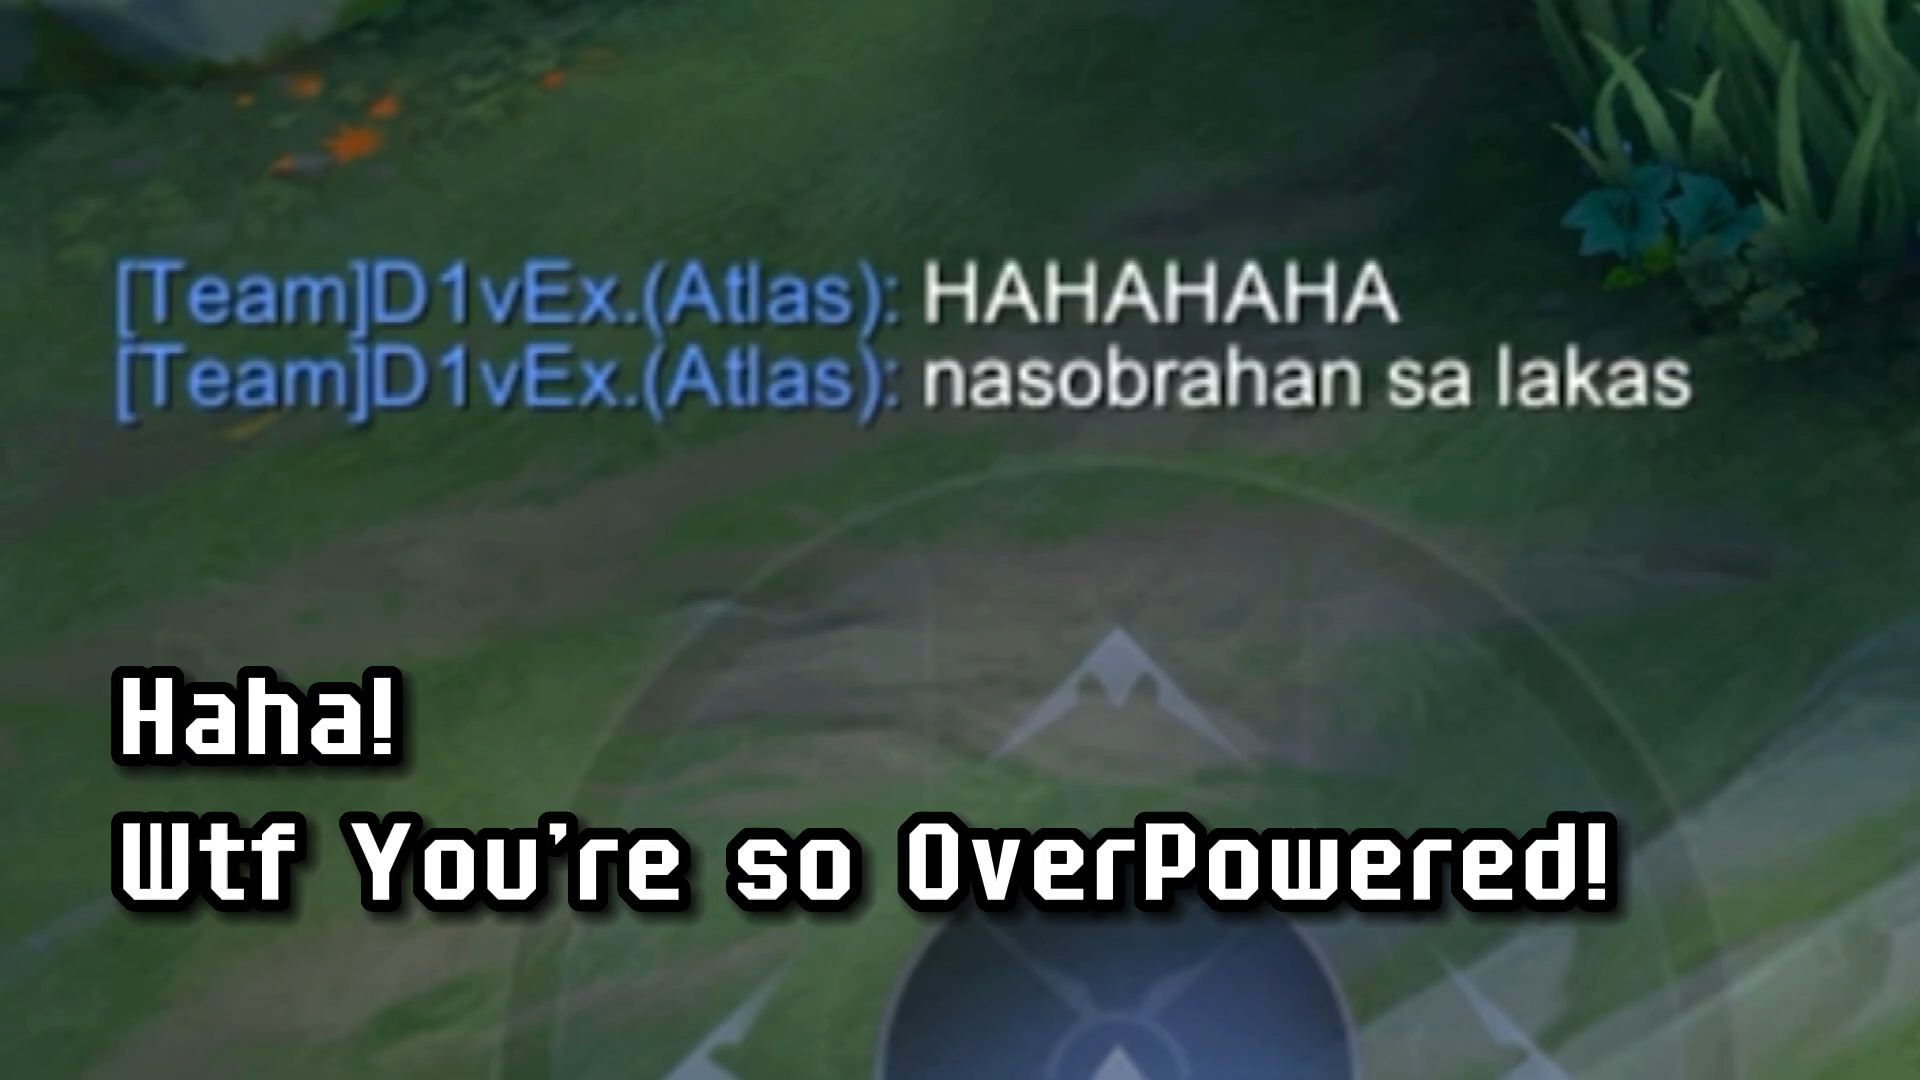 [Team]D1vEx.(Atlas): HAHAHAHA
[Team]D1vEx.(Atlas): nasobrahan sa lakas
Haha!
Wtf You're so OverPowered!